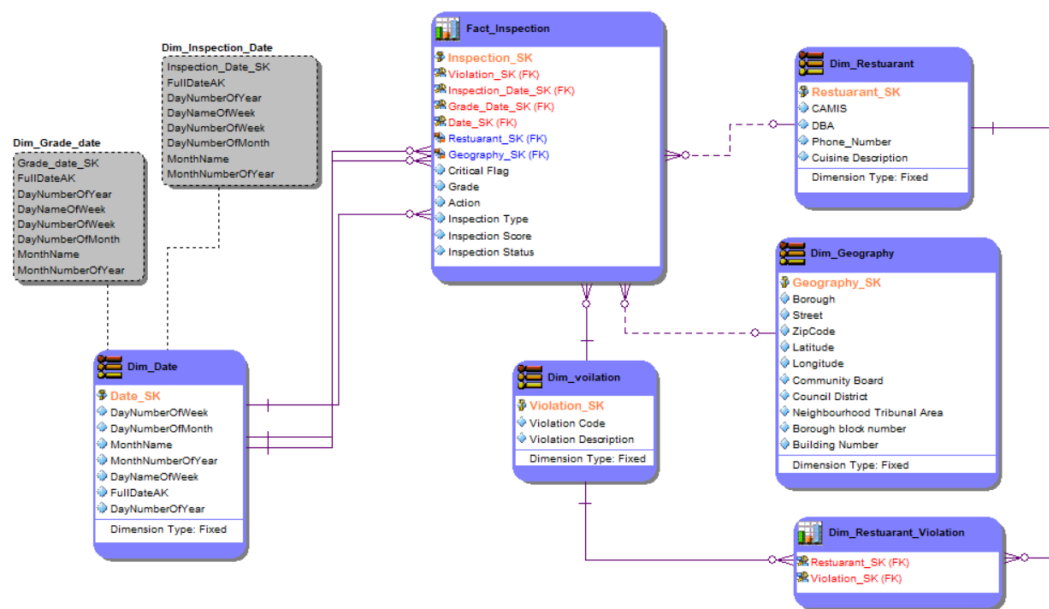 Fact_Inspection
Inspection_SK
Violation_SK (FK)
Inspection_Date_SK (FK)
Grade_Date_SK (FK)
Date_SK (FK)
Restuarant_SK (FK)
Geography_SK (FK)
Critical Flag
Grade
Action
Inspection Type
Inspection Score
Inspection Status
Dim_Inspection_Date
Inspection_Date_SK
FullDateAK
DayNumberOfYear
DayNameOfWeek
DayNumberOfWeek
DayNumberOfMonth
MonthName
MonthNumberOfYear
Dim_Grade_date
Grade_date_SK
FullDateAK
DayNumberOfYear
DayNameOfWeek
DayNumberOfWeek
DayNumberOfMonth
MonthName
MonthNumberOfYear
Dim_Restuarant
Restuarant_SK
CAMIS
DBA
Phone_Number
Cuisine Description
Dimension Type: Fixed
Dim_Geography
Geography_SK
Borough
Street
ZipCode
Latitude
Longitude
Community Board
Council District
Neighbourhood Tribunal Area
Borough block number
Building Number
Dimension Type: Fixed
Dim_Date
Date_SK
DayNumberOfWeek
DayNumberOfMonth
MonthName
MonthNumberOfYear
DayNameOfWeek
FullDateAK
DayNumberOfYear
Dimension Type: Fixed
Dim_voilation
Violation_SK
Violation Code
Violation Description
Dimension Type: Fixed
Dim_Restuarant_Violation
Restuarant_SK (FK)
Violation_SK (FK)